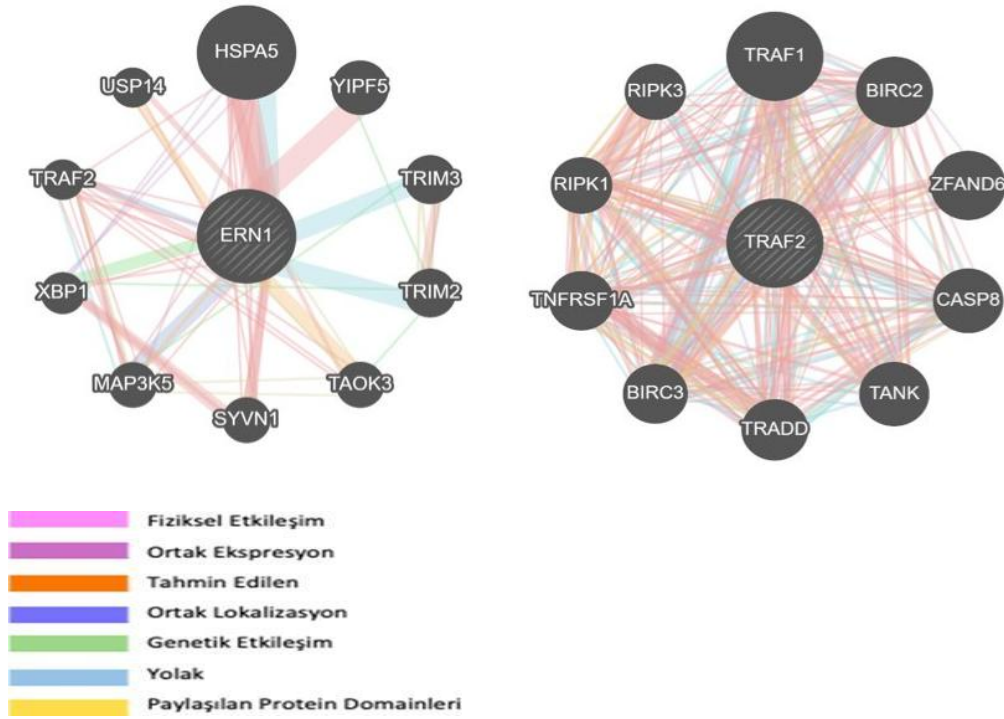 HSPA5
USP14
YIPF5
TRAF2
TRIM3
ERN1
XBP1
TRIM2
MAP3K5
TAOK3
SYVN1
TRAF1
RIPK3
BIRC2
RIPK1
ZFAND6
TRAF2
TNFRSF1A
CASP8
BIRC3
TANK
TRADD
Fiziksel Etkileşim
Ortak Ekspresyon
Tahmin Edilen
Ortak Lokalizasyon
Genetik Etkileşim
Yolak
Paylaşılan Protein Domainleri